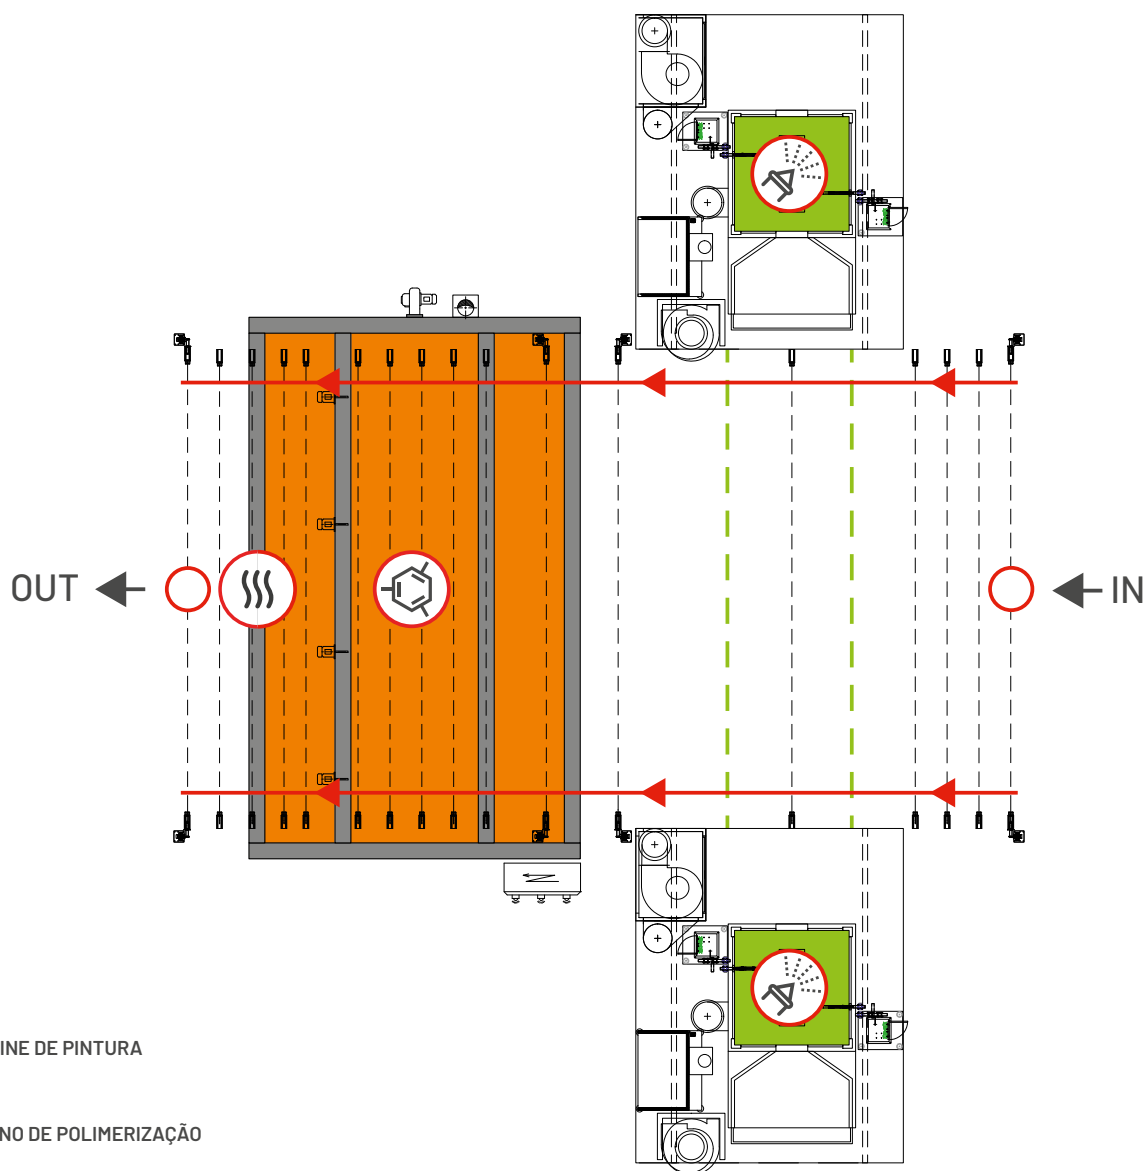 OUT
IN
INE DE PINTURA
NO DE POLIMERIZAÇÃO